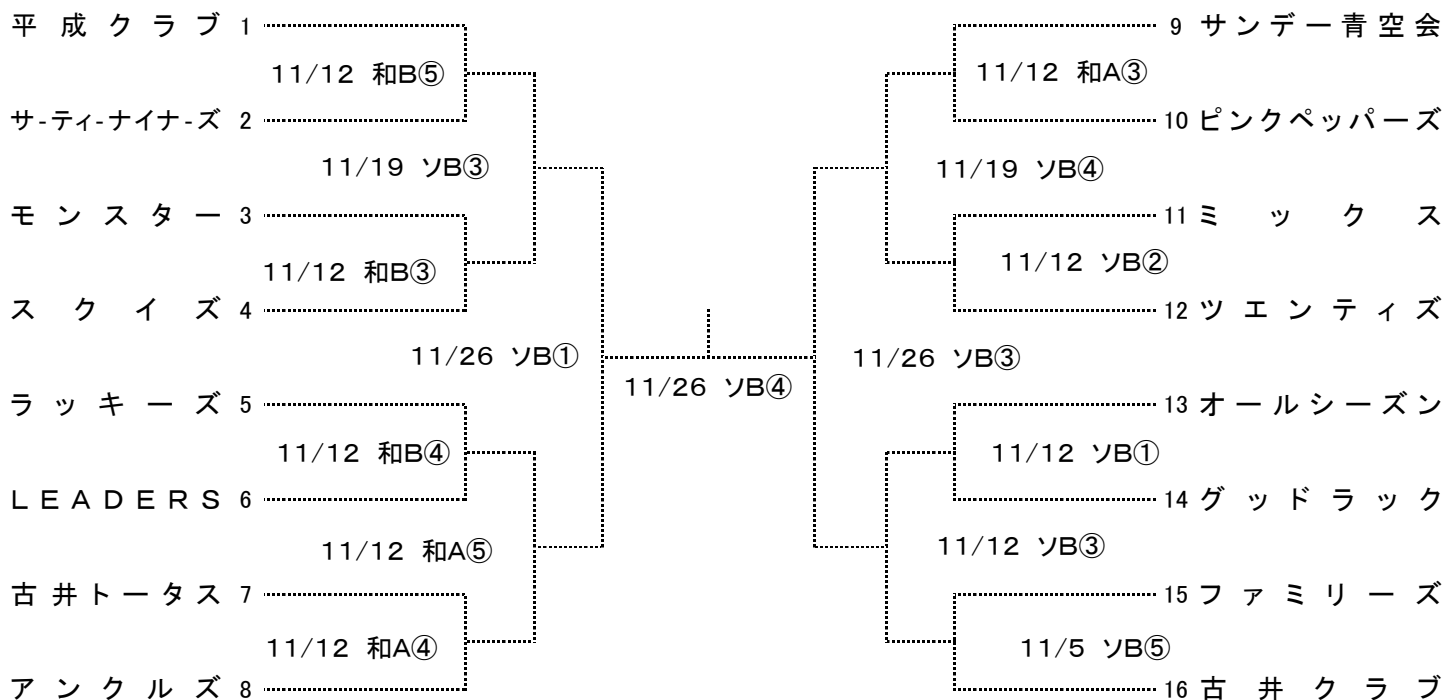 平成クラブ 1
11/12 和B⑤
サ-ティ-ナイナ-ズ 2
11/19 ソB③
モンスター 3
11/12 和B③
スクイズ 4
11/26 ソB①
ラッキーズ 5
11/12 和B④
LEADERS 6
11/12 和A⑤
古井トータス 7
11/12 和A④
アンクルズ 8
11/26 ソB④
9 サンデー青空会
11/12 和A③
10 ピンクペッパーズ
11/19 ソB④
11 ミックス
11/12 ソB②
12 ツエンティズ
11/26 ソB③
13 オールシーズン
11/12 ソB①
14 グッドラック
11/12 ソB③
15 ファミリーズ
11/5 ソB⑤
16 古井クラブ